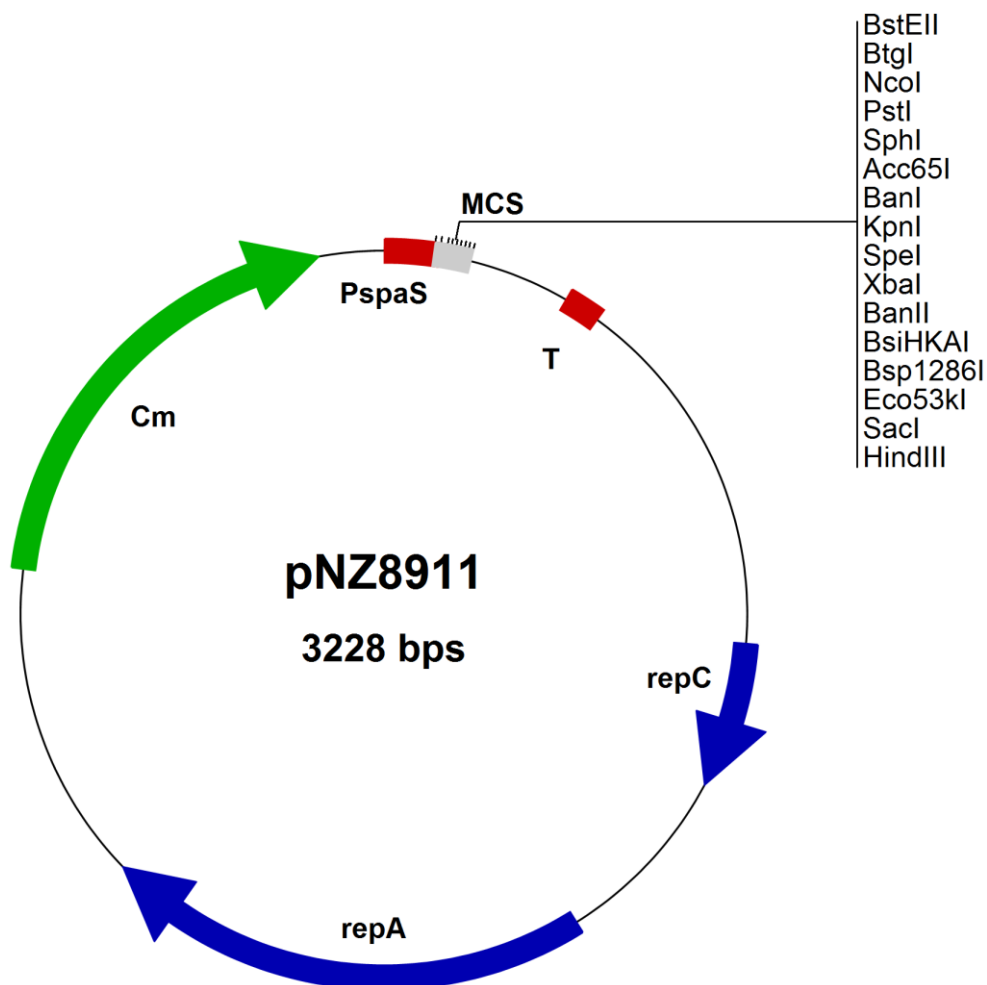 BstEII
BtgI
NcoI
PstI
SphI
Acc65I
BanI
KpnI
SpeI
XbaI
BanII
BsiHKAI
Bsp1286I
Eco53kI
SacI
HindIII
MCS
PspaS
T
Cm
pNZ8911
3228 bps
repC
repA